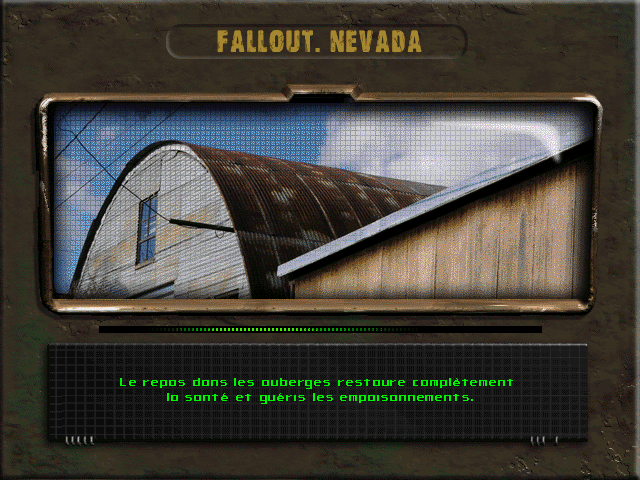 FALLOUT. NEVADA
Le repos dans les auberges restaure complètement
la santé et guéris les empoisonnements.